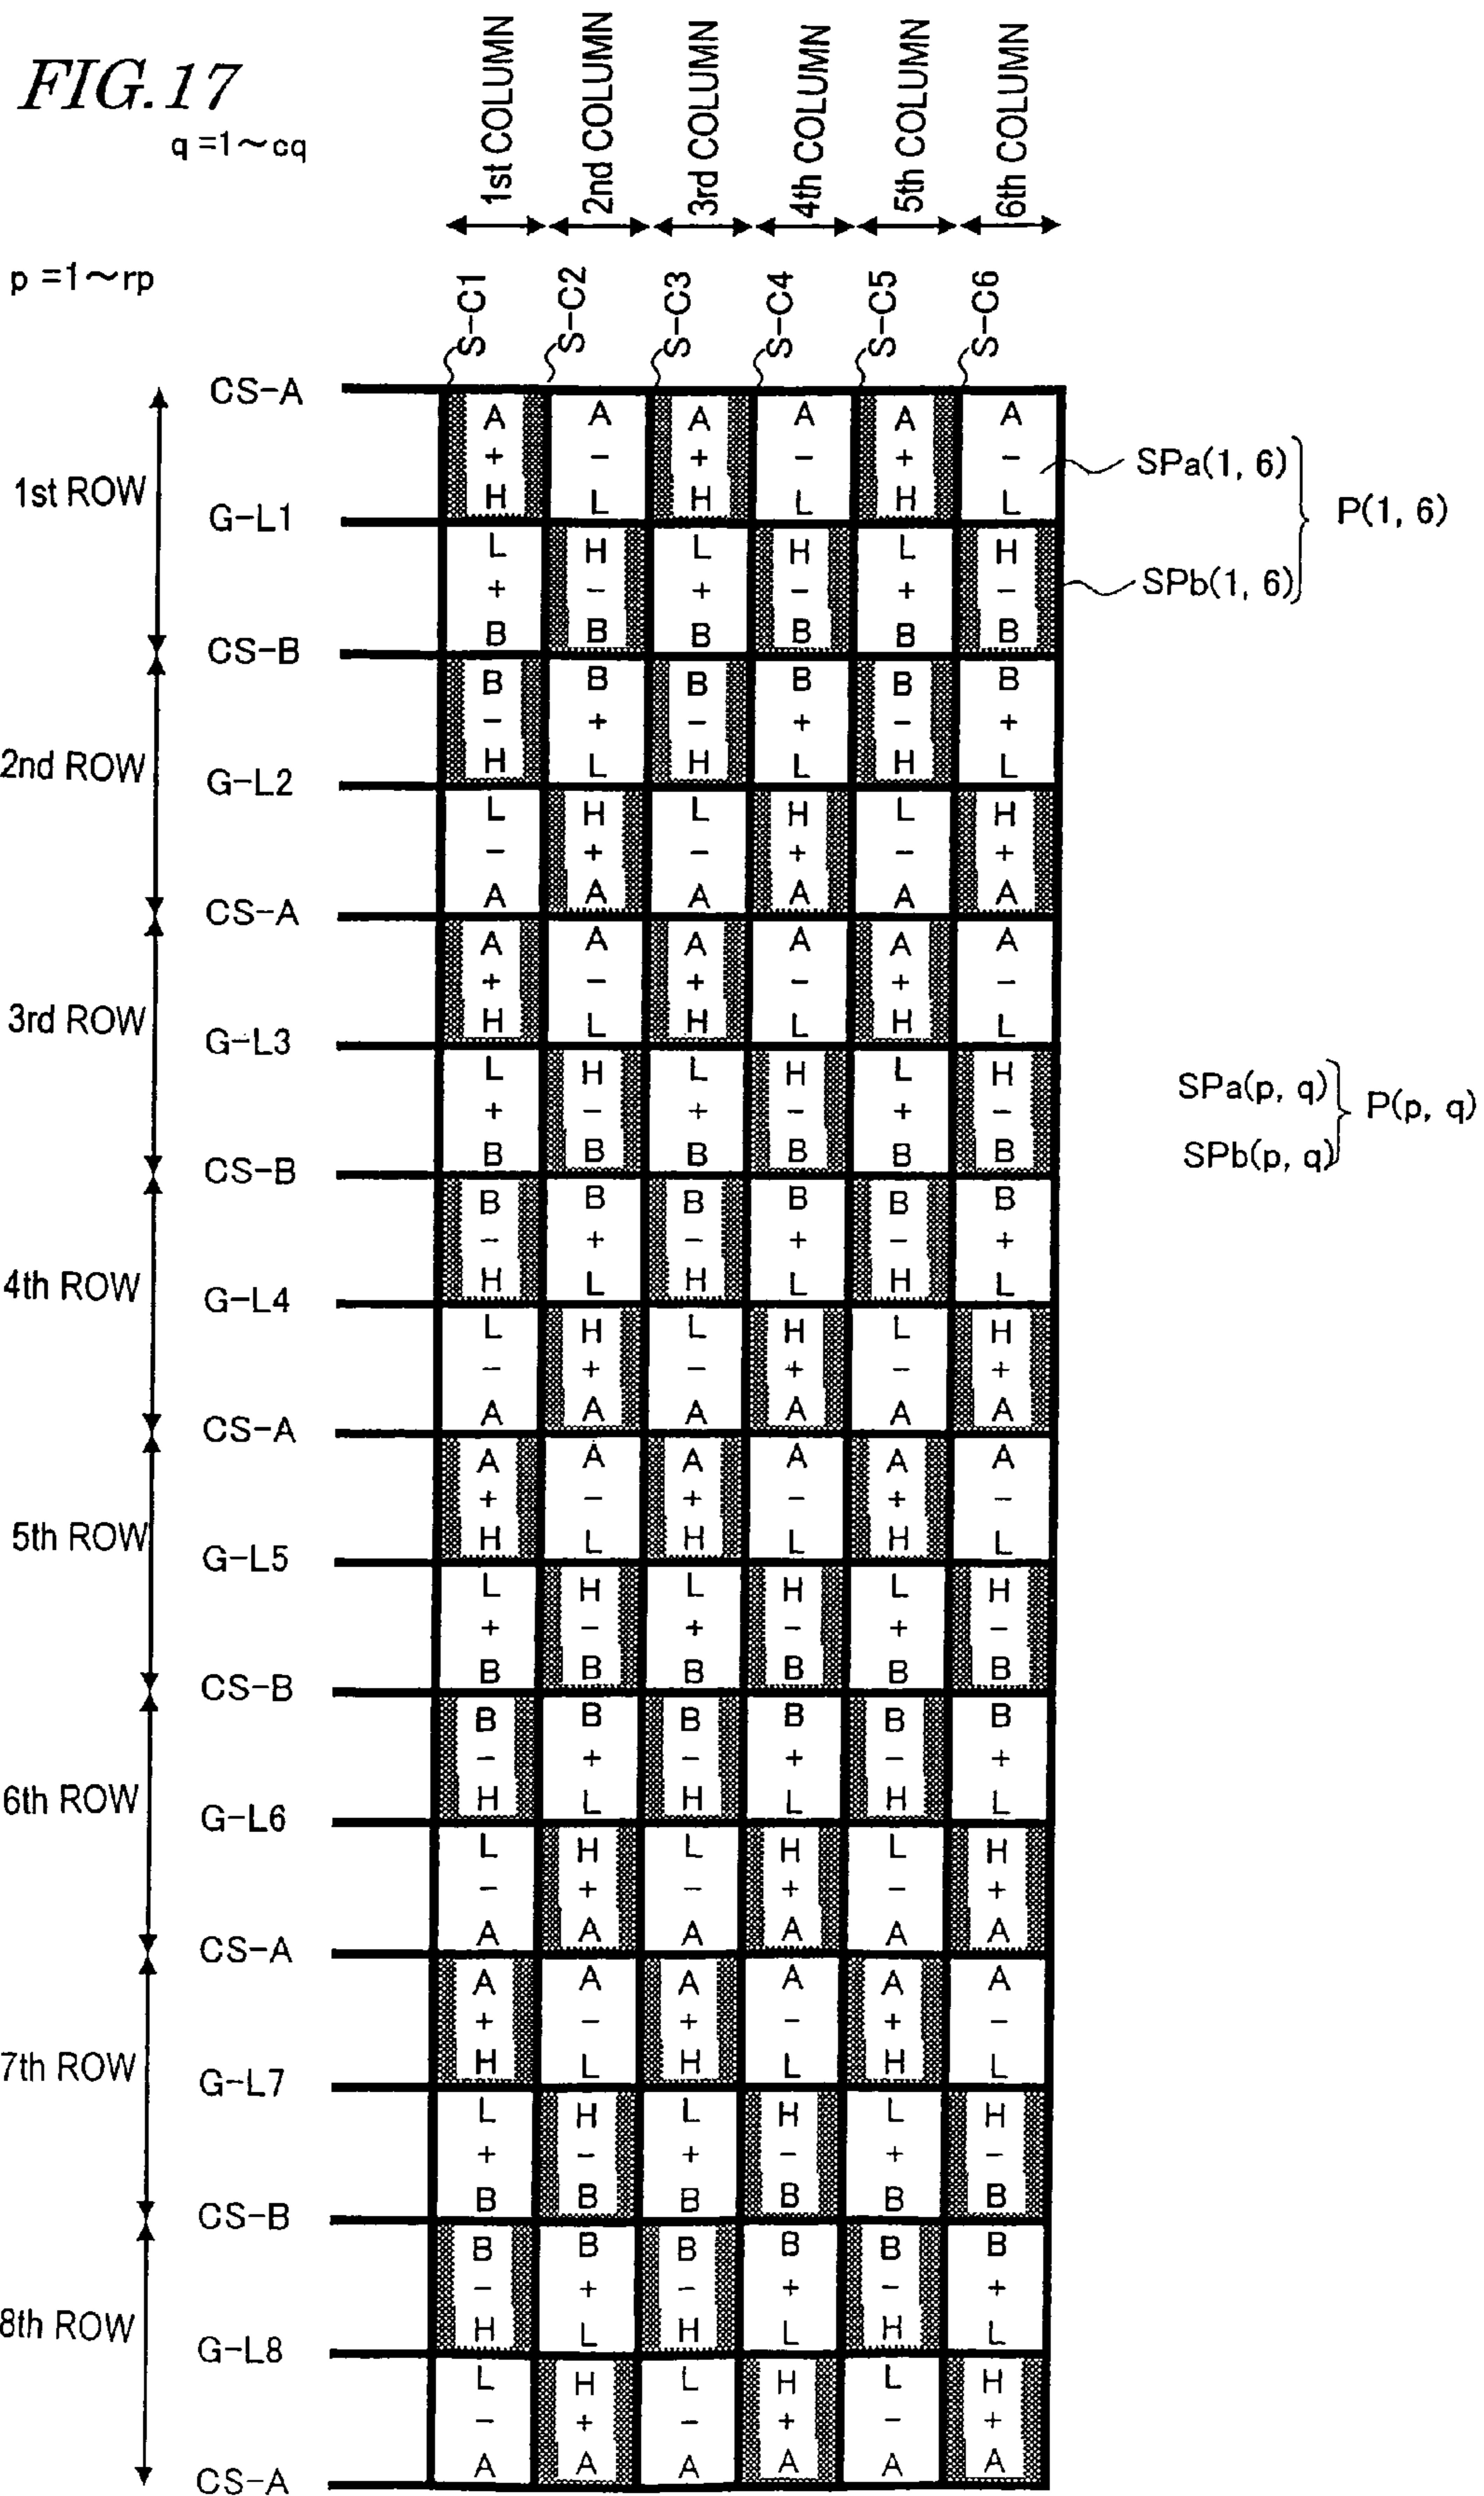 FIG.17
q =1~cq
p =1~rp
1st COLUMN
2nd COLUMN
3rd COLUMN
4th COLUMN
5th COLUMN
6th COLUMN
S-C1
S-C2
S-C3
S-C4
S-C5
S-C6
CS-A
1st ROW
A A A A A A
+ - + - + -
H L H L H L
SPa(1, 6)
P(1, 6)
G-L1
L H L H L H
+ - + - + -
B B B B B B
SPb(1, 6)
CS-B
2nd ROW
B B B B B B
- + - + - +
H L H L H L
G-L2
L H L H L H
- + - + - +
A A A A A A
CS-A
3rd ROW
A A A A A A
+ - + - + -
H L H L H L
G-L3
L H L H L H
+ - + - + -
B B B B B B
SPa(p, q)
P(p, q)
SPb(p, q)
CS-B
4th ROW
B B B B B B
- + - + - +
H L H L H L
G-L4
L H L H L H
- + - + - +
A A A A A A
CS-A
5th ROW
A A A A A A
+ - + - + -
H L H L H L
G-L5
L H L H L H
+ - + - + -
B B B B B B
CS-B
6th ROW
B B B B B B
- + - + - +
H L H L H L
G-L6
L H L H L H
- + - + - +
A A A A A A
CS-A
7th ROW
A A A A A A
+ - + - + -
H L H L H L
G-L7
L H L H L H
+ - + - + -
B B B B B B
CS-B
8th ROW
B B B B B B
- + - + - +
H L H L H L
G-L8
L H L H L H
- + - + - +
A A A A A A
CS-A